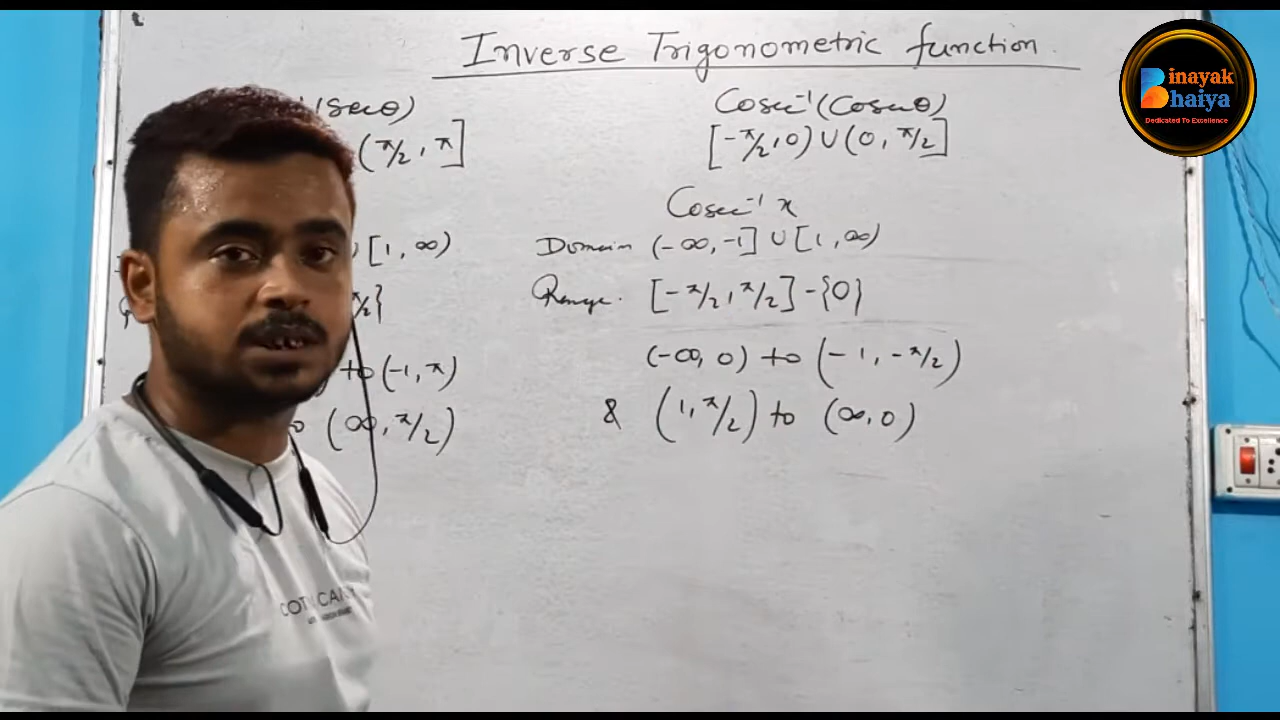 Inverse Trigonometric function
Binayak
Bhaiya
Dedicated To Excellence
⁻¹(Secθ)
(π/2, π]
Cosec⁻¹(Cosecθ)
[-π/2, 0) ∪ (0, π/2]
Cosec⁻¹ x
∪ [1, ∞)
Domain (-∞, -1] ∪ [1, ∞)
π/2}
Range. [-π/2, π/2] - {0}
to (-1, π)
(∞, π/2)
(-∞, 0) to (-1, -π/2)
& (1, π/2) to (∞, 0)